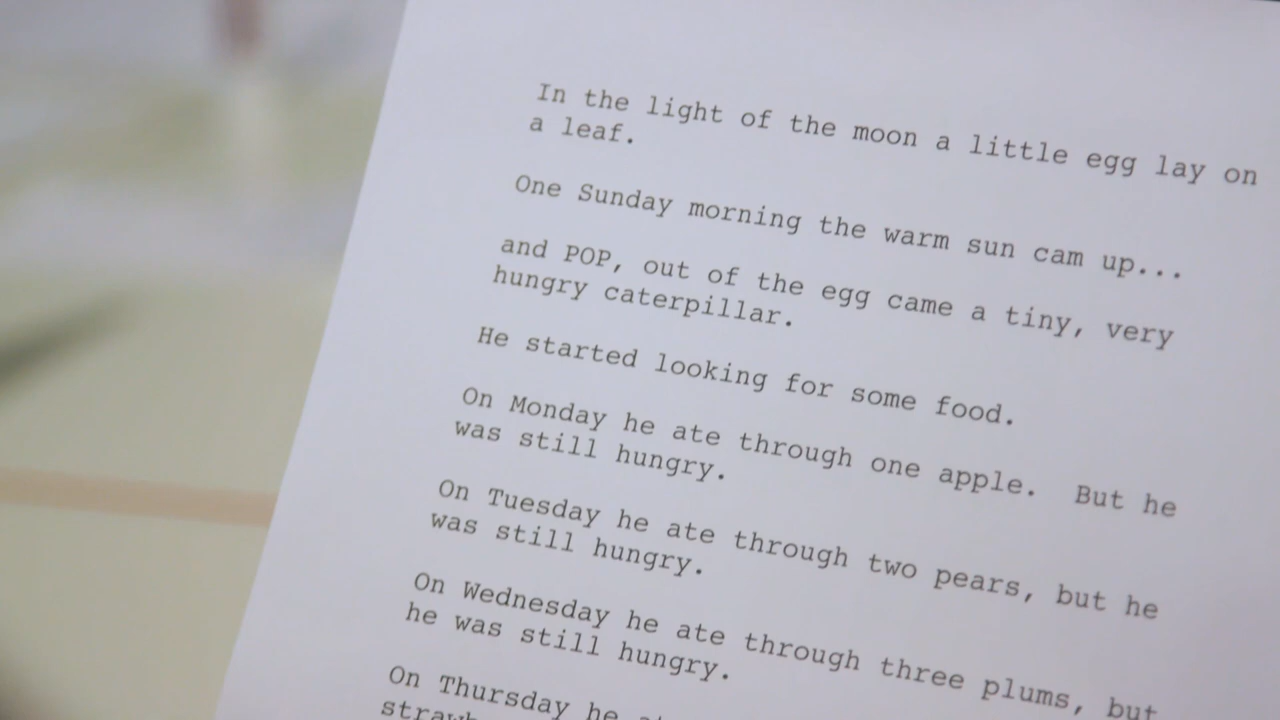 In the light of the moon a little egg lay on
a leaf.
One Sunday morning the warm sun cam up...
and POP, out of the egg came a tiny, very
hungry caterpillar.
He started looking for some food.
On Monday he ate through one apple.  But he
was still hungry.
On Tuesday he ate through two pears, but he
was still hungry.
On Wednesday he ate through three plums, but
he was still hungry.
On Thursday he